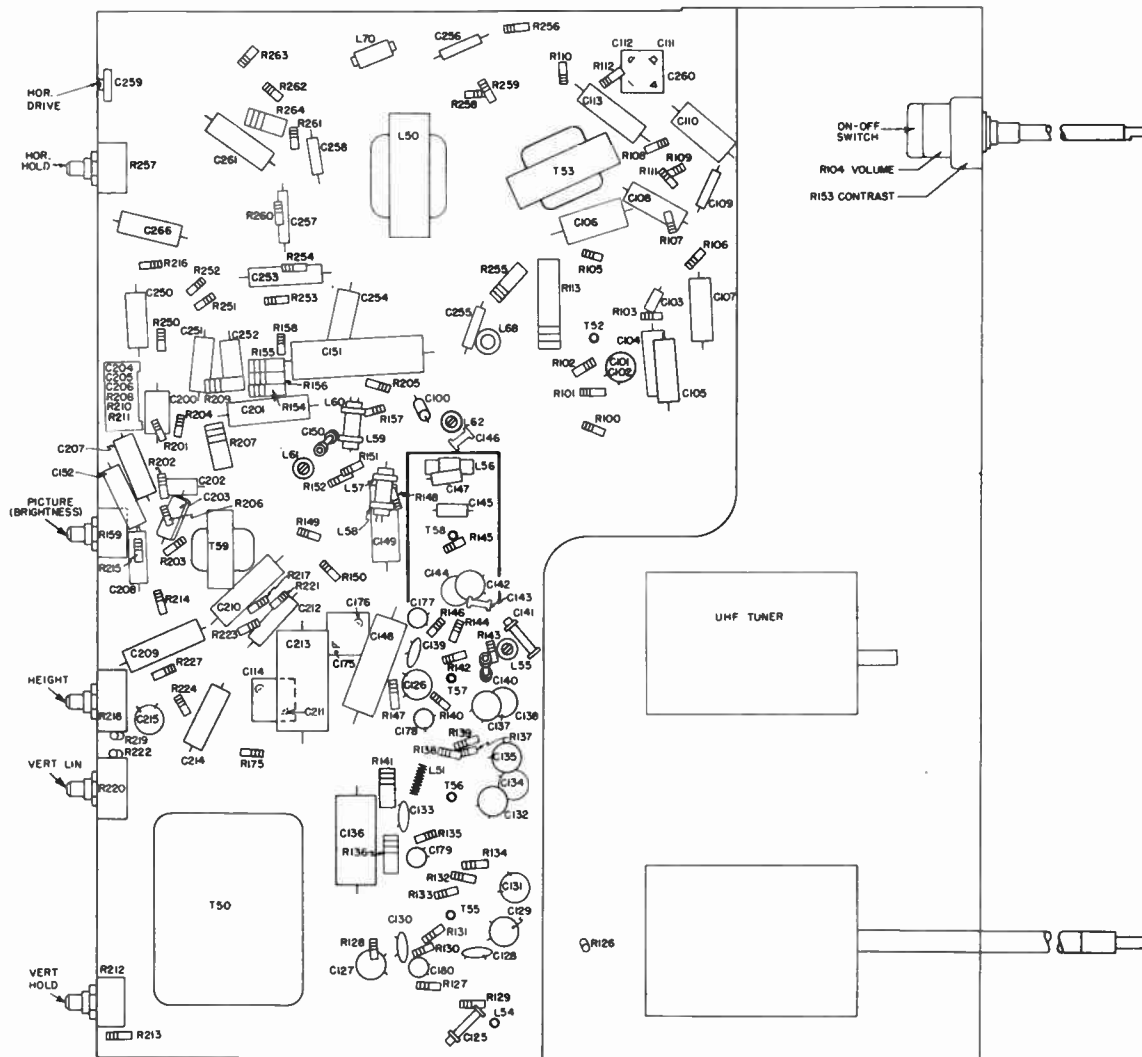 R256
L70
C256
R263
C112
C111
R110
R112
C259
HOR. DRIVE
R262
R259
R258
C260
R264
C113
C110
ON-OFF SWITCH
R261
L50
C258
HOR. HOLD
R257
C261
R108
R109
R111
T53
R104 VOLUME
R153 CONTRAST
C109
C108
R260
C257
C106
C266
R107
R106
R254
R105
R216
R252
C253
R255
R113
C250
R251
R253
C254
C103
C107
C255
L68
R103
R250
C251
C252
R158
T52
C104
C151
R155
C204
C205
C206
R208
R210
R211
R102
C101
C102
R156
R205
C200
R209
R101
C105
R154
L60
C100
R204
C201
R157
L62
R100
R201
R207
C150
L59
C146
C207
C152
R202
L61
R151
L56
R152
L57
C147
C202
R148
C203
R206
C145
PICTURE (BRIGHTNESS)
R159
R149
L58
T58
T59
C149
R145
R215
R203
C208
R150
C144
C142
R217
R221
C143
R214
C210
C212
UHF TUNER
C176
C177
R146
R144
C141
R223
C213
C148
C139
R143
C209
C175
R142
L55
R227
C114
C126
T57
C140
HEIGHT
R224
R218
C215
C211
R147
R140
C138
C178
C137
R219
R222
C214
R175
R139
R138
R137
C135
VERT LIN
R141
L51
R220
T56
C134
C133
C132
C136
R135
R136
C179
R134
R132
C131
R133
T50
T55
C129
C130
R128
R131
R130
R126
C127
C180
C128
R127
VERT HOLD
R212
R129
L54
C125
R213